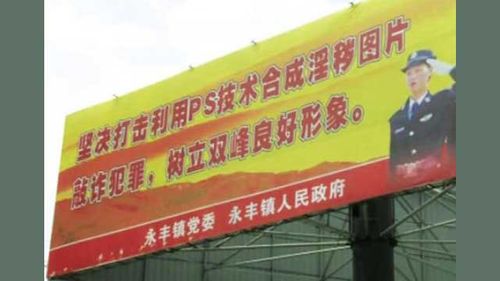 坚决打击利用PS技术合成淫秽图片
敲诈犯罪，树立双峰良好形象。
永丰镇党委 永丰镇人民政府